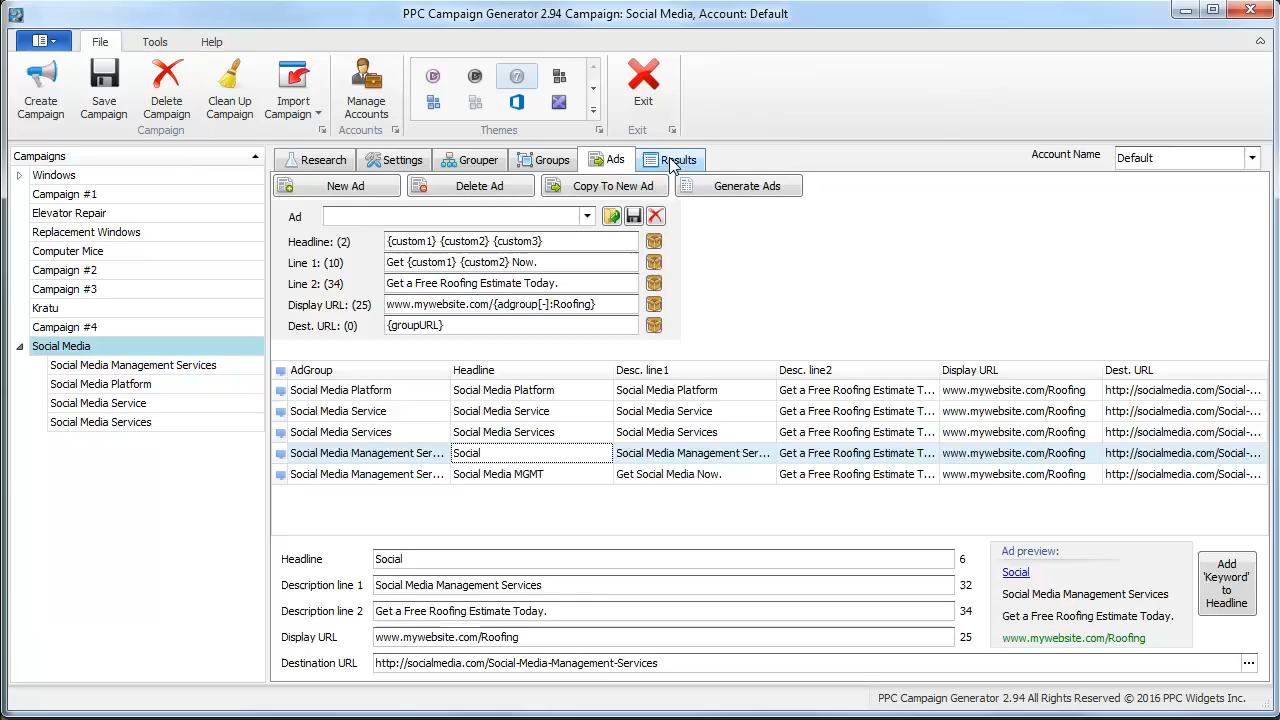 PPC Campaign Generator 2.94 Campaign: Social Media, Account: Default
File Tools Help
Create Campaign
Save Campaign
Delete Campaign
Clean Up Campaign
Import Campaign
Manage Accounts
Exit
Campaign Accounts Themes Exit
Campaigns
Windows
Campaign #1
Elevator Repair
Replacement Windows
Computer Mice
Campaign #2
Campaign #3
Kratu
Campaign #4
Social Media
Social Media Management Services
Social Media Platform
Social Media Service
Social Media Services
Research Settings Grouper Groups Ads Results
Account Name Default
New Ad Delete Ad Copy To New Ad Generate Ads
Ad
Headline: (2) {custom1} {custom2} {custom3}
Line 1: (10) Get {custom1} {custom2} Now.
Line 2: (34) Get a Free Roofing Estimate Today.
Display URL: (25) www.mywebsite.com/{adgroup[-]:Roofing}
Dest. URL: (0) {groupURL}
AdGroup Headline Desc. line1 Desc. line2 Display URL Dest. URL
Social Media Platform Social Media Platform Social Media Platform Get a Free Roofing Estimate T... www.mywebsite.com/Roofing http://socialmedia.com/Social-...
Social Media Service Social Media Service Social Media Service Get a Free Roofing Estimate T... www.mywebsite.com/Roofing http://socialmedia.com/Social-...
Social Media Services Social Media Services Social Media Services Get a Free Roofing Estimate T... www.mywebsite.com/Roofing http://socialmedia.com/Social-...
Social Media Management Ser... Social Social Media Management Ser... Get a Free Roofing Estimate T... www.mywebsite.com/Roofing http://socialmedia.com/Social-...
Social Media Management Ser... Social Media MGMT Get Social Media Now. Get a Free Roofing Estimate T... www.mywebsite.com/Roofing http://socialmedia.com/Social-...
Headline Social 6
Description line 1 Social Media Management Services 32
Description line 2 Get a Free Roofing Estimate Today. 34
Display URL www.mywebsite.com/Roofing 25
Destination URL http://socialmedia.com/Social-Media-Management-Services ...
Ad preview:
Social
Social Media Management Services
Get a Free Roofing Estimate Today.
www.mywebsite.com/Roofing
Add
'Keyword'
to
Headline
PPC Campaign Generator 2.94 All Rights Reserved © 2016 PPC Widgets Inc.